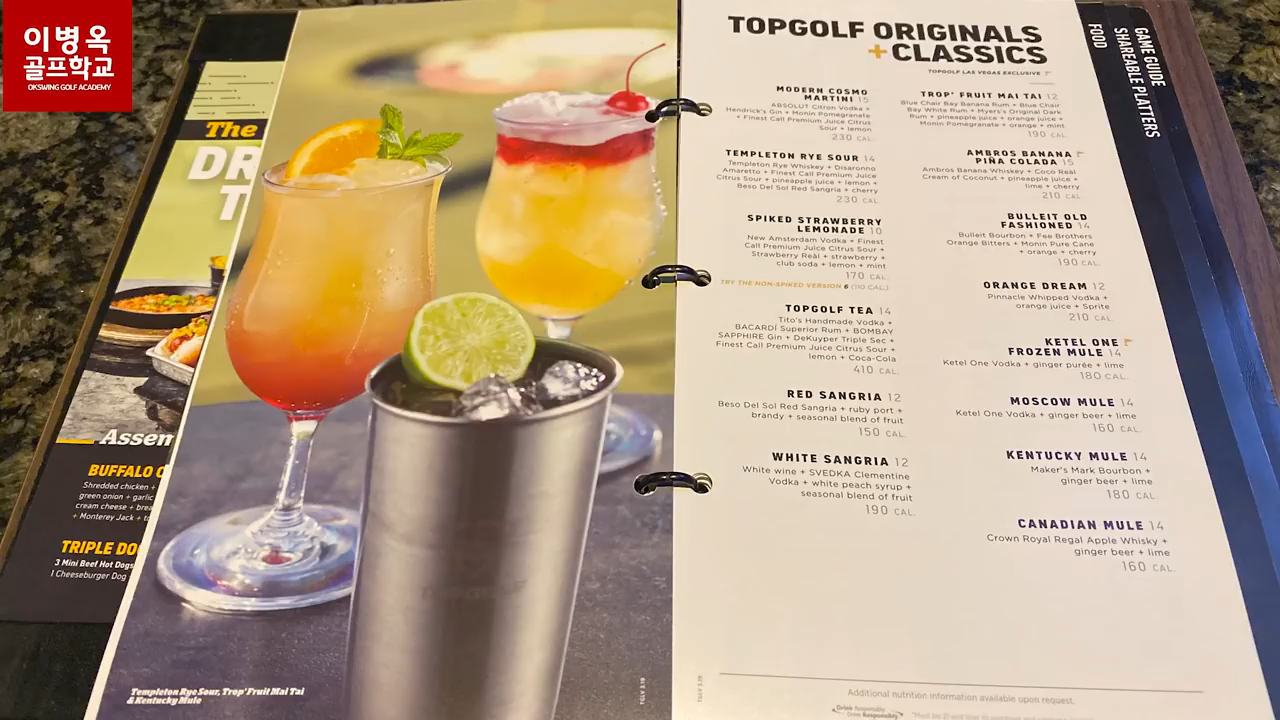 이병옥
골프학교
OKSWING GOLF ACADEMY
The
DR
T
Assem
BUFFALO C
Shredded chicken +
green onion + garlic
cream cheese + brea
+ Monterey Jack + to
TRIPLE DO
3 Mini Beef Hot Dogs
1 Cheeseburger Dog
Templeton Rye Sour, Trop' Fruit Mai Tai
& Kentucky Mule
TOPGOLF ORIGINALS
+CLASSICS
TOPGOLF LAS VEGAS EXCLUSIVE
MODERN COSMO
MARTINI 15
ABSOLUT Citron Vodka +
Hendrick's Gin + Monin Pomegranate
+ Finest Call Premium Juice Citrus
Sour + lemon
230 CAL.
TEMPLETON RYE SOUR 14
Templeton Rye Whiskey + Disaronno
Amaretto + Finest Call Premium Juice
Citrus Sour + pineapple juice + lemon +
Beso Del Sol Red Sangria + cherry
230 CAL.
SPIKED STRAWBERRY
LEMONADE 10
New Amsterdam Vodka + Finest
Call Premium Juice Citrus Sour +
Strawberry Reàl + strawberry +
club soda + lemon + mint
170 CAL.
TRY THE NON-SPIKED VERSION 6 (110 CAL.)
TOPGOLF TEA 14
Tito's Handmade Vodka +
BACARDÍ Superior Rum + BOMBAY
SAPPHIRE Gin + DeKuyper Triple Sec +
Finest Call Premium Juice Citrus Sour +
lemon + Coca-Cola
410 CAL.
RED SANGRIA 12
Beso Del Sol Red Sangria + ruby port +
brandy + seasonal blend of fruit
150 CAL.
WHITE SANGRIA 12
White wine + SVEDKA Clementine
Vodka + white peach syrup +
seasonal blend of fruit
190 CAL.
TROP' FRUIT MAI TAI 12
Blue Chair Bay Banana Rum + Blue Chair
Bay White Rum + Myers's Original Dark
Rum + pineapple juice + orange juice +
Monin Pomegranate + orange + mint
190 CAL.
AMBROS BANANA
PIÑA COLADA 15
Ambros Banana Whiskey + Coco Reàl
Cream of Coconut + pineapple juice +
lime + cherry
210 CAL.
BULLEIT OLD
FASHIONED 14
Bulleit Bourbon + Fee Brothers
Orange Bitters + Monin Pure Cane
+ orange + cherry
190 CAL.
ORANGE DREAM 12
Pinnacle Whipped Vodka +
orange juice + Sprite
210 CAL.
KETEL ONE
FROZEN MULE 14
Ketel One Vodka + ginger purée + lime
180 CAL.
MOSCOW MULE 14
Ketel One Vodka + ginger beer + lime
160 CAL.
KENTUCKY MULE 14
Maker's Mark Bourbon +
ginger beer + lime
180 CAL.
CANADIAN MULE 14
Crown Royal Regal Apple Whisky +
ginger beer + lime
160 CAL.
Additional nutrition information available upon request.
Drink Responsibly
Drive Responsibly
FOOD
SHAREABLE PLATTERS
GAME GUIDE